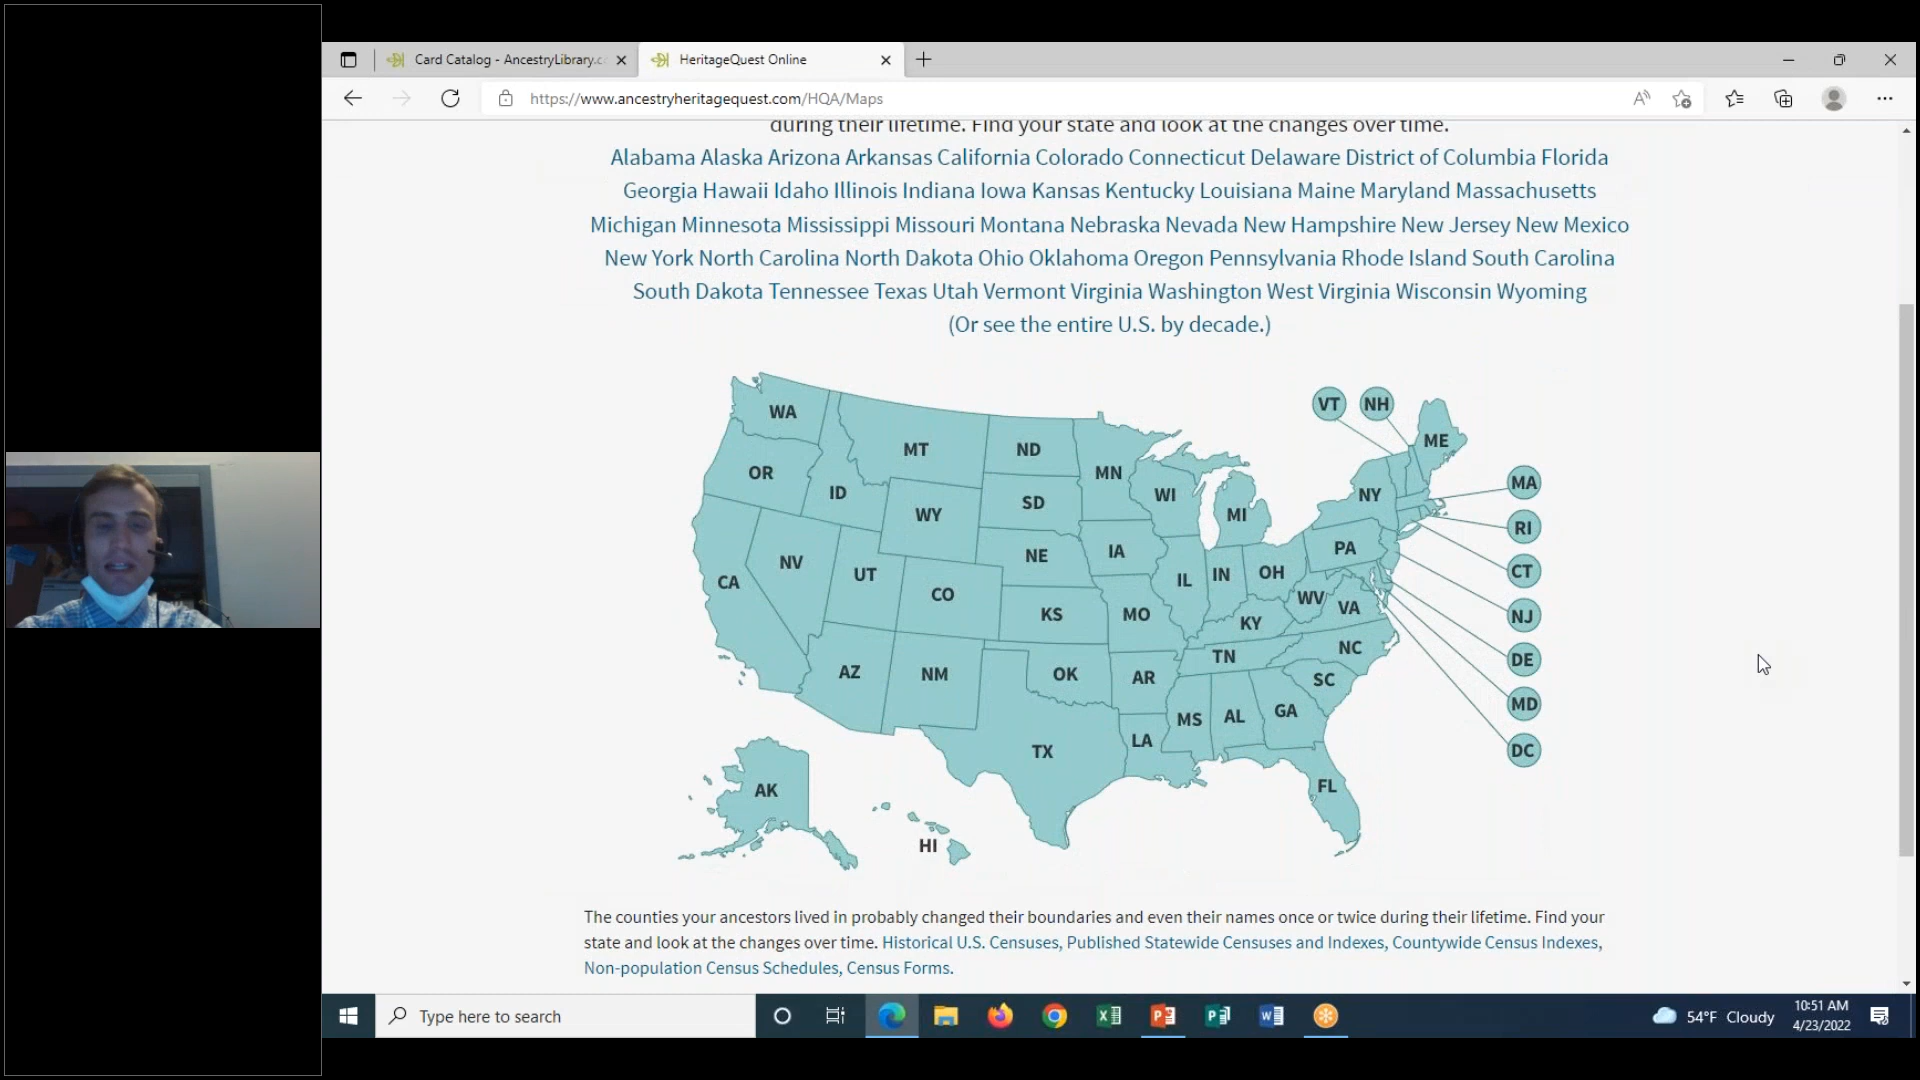 Card Catalog - AncestryLibrary.c
HeritageQuest Online
https://www.ancestryheritagequest.com/HQA/Maps
during their lifetime. Find your state and look at the changes over time.
Alabama Alaska Arizona Arkansas California Colorado Connecticut Delaware District of Columbia Florida
Georgia Hawaii Idaho Illinois Indiana Iowa Kansas Kentucky Louisiana Maine Maryland Massachusetts
Michigan Minnesota Mississippi Missouri Montana Nebraska Nevada New Hampshire New Jersey New Mexico
New York North Carolina North Dakota Ohio Oklahoma Oregon Pennsylvania Rhode Island South Carolina
South Dakota Tennessee Texas Utah Vermont Virginia Washington West Virginia Wisconsin Wyoming
(Or see the entire U.S. by decade.)
VT NH
WA
ME
MT ND
OR MN
MA
ID WI NY
SD
WY MI
RI
PA
NE IA
NV
UT OH CT
IN
CA IL
CO
WV
VA
KS MO NJ
KY
NC
TN
DE
AZ NM OK AR
SC
MD
GA
MS AL
LA
TX DC
FL
AK
HI
The counties your ancestors lived in probably changed their boundaries and even their names once or twice during their lifetime. Find your
state and look at the changes over time. Historical U.S. Censuses, Published Statewide Censuses and Indexes, Countywide Census Indexes,
Non-population Census Schedules, Census Forms.
Type here to search
54°F Cloudy
10:51 AM
4/23/2022